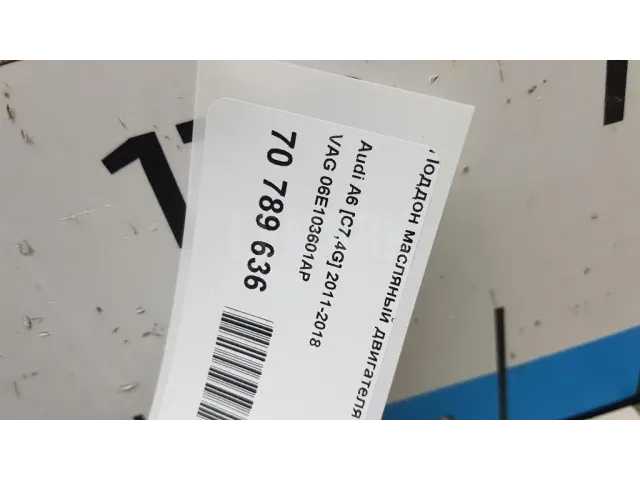 Поддон масляный двигателя
Audi A6 [C7,4G] 2011-2018
VAG 06E103601AP
70 789 636